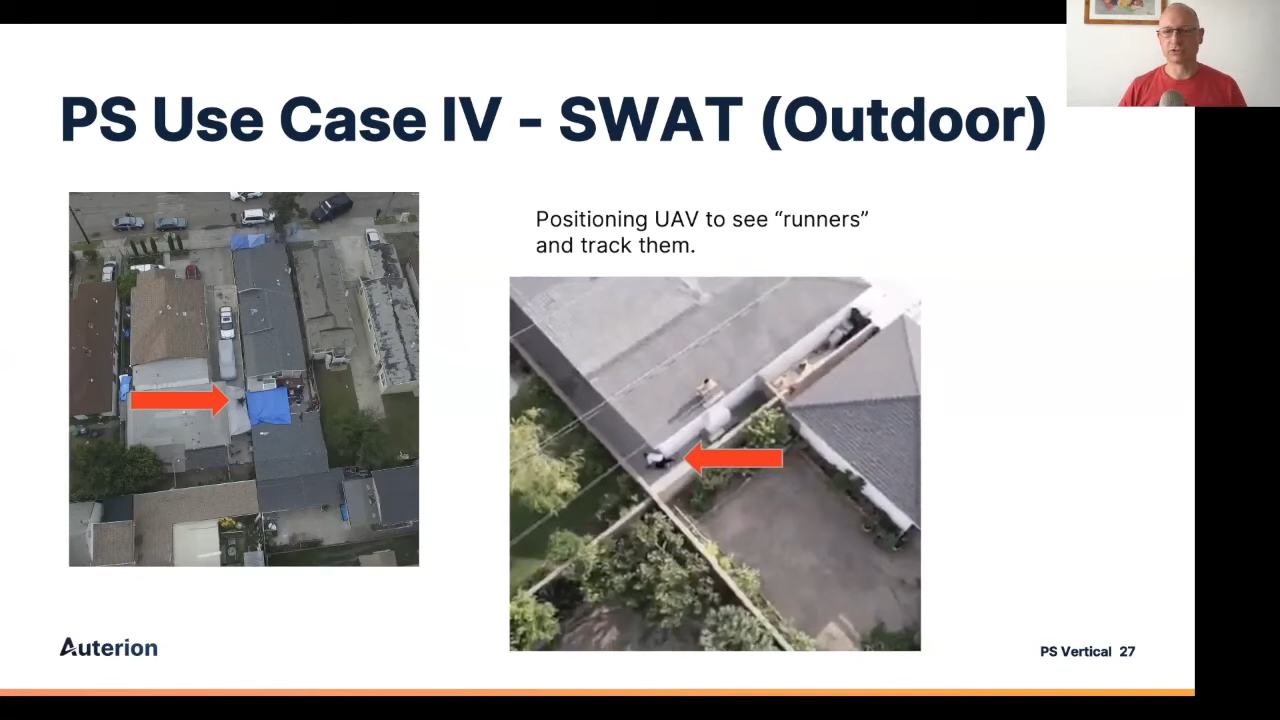 PS Use Case IV - SWAT (Outdoor)
Positioning UAV to see “runners”
and track them.
Auterion
PS Vertical 27